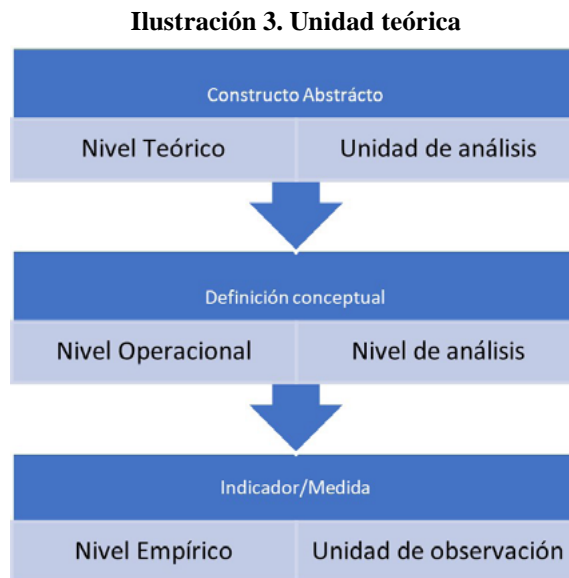 Ilustración 3. Unidad teórica
Constructo Abstrácto
Nivel Teórico Unidad de análisis
Definición conceptual
Nivel Operacional Nivel de análisis
Indicador/Medida
Nivel Empírico Unidad de observación